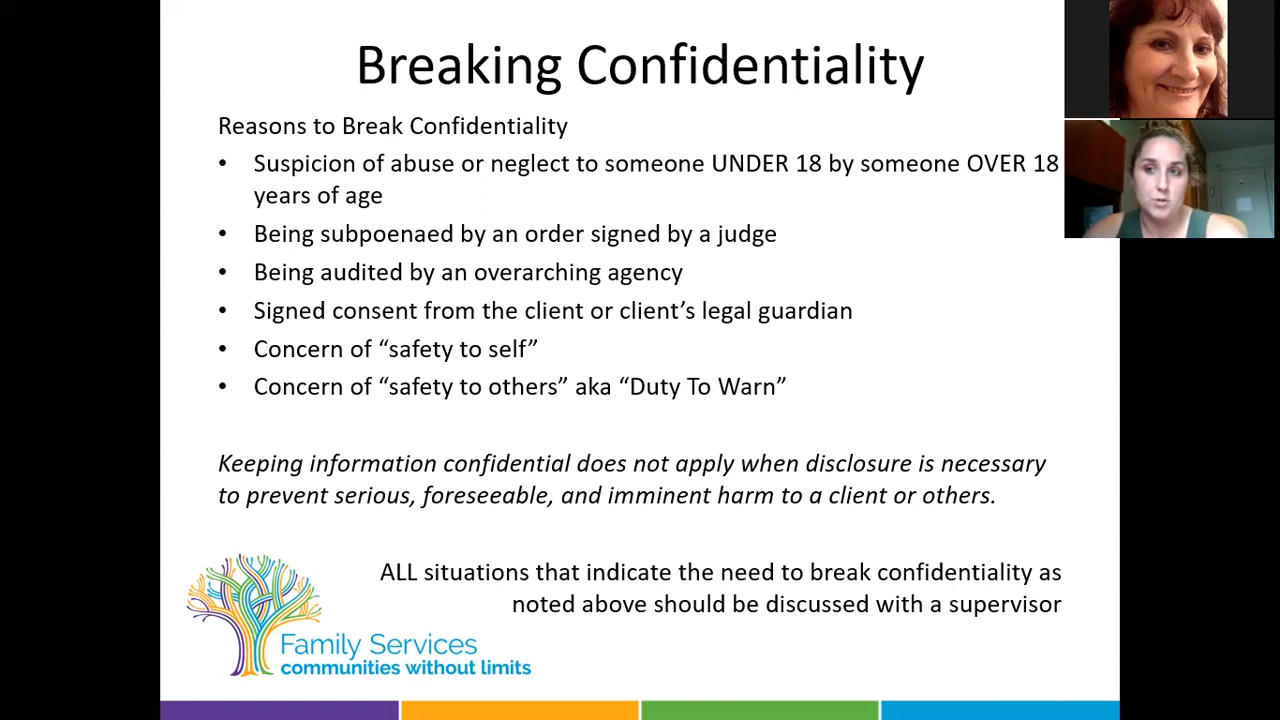 Breaking Confidentiality
Reasons to Break Confidentiality
• Suspicion of abuse or neglect to someone UNDER 18 by someone OVER 18
years of age
• Being subpoenaed by an order signed by a judge
• Being audited by an overarching agency
• Signed consent from the client or client’s legal guardian
• Concern of “safety to self”
• Concern of “safety to others” aka “Duty To Warn”
Keeping information confidential does not apply when disclosure is necessary
to prevent serious, foreseeable, and imminent harm to a client or others.
ALL situations that indicate the need to break confidentiality as
noted above should be discussed with a supervisor
Family Services
communities without limits